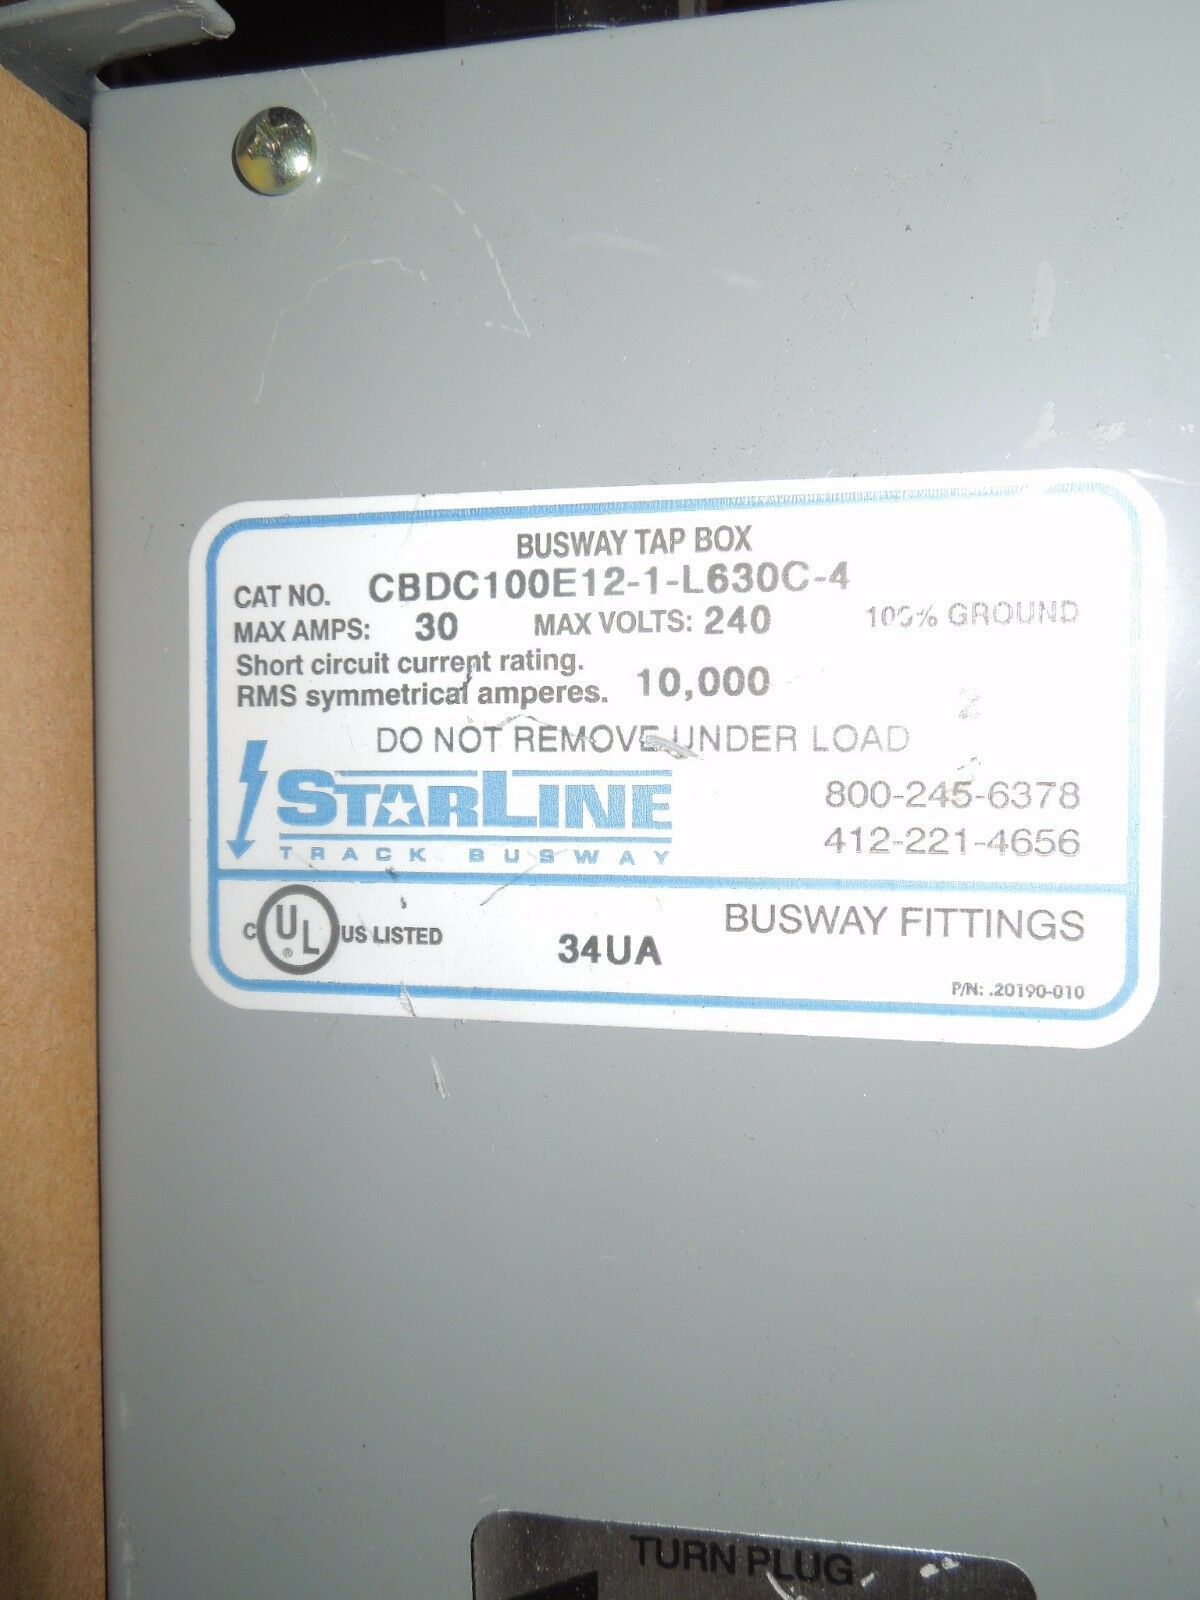 BUSWAY TAP BOX
CAT NO. CBDC100E12-1-L630C-4
MAX AMPS: 30 MAX VOLTS: 240 100% GROUND
Short circuit current rating.
RMS symmetrical amperes. 10,000
DO NOT REMOVE UNDER LOAD
STARLINE 800-245-6378
TRACK BUSWAY 412-221-4656
C UL ® US LISTED 34UA BUSWAY FITTINGS
P/N: .20190-010
TURN PLUG